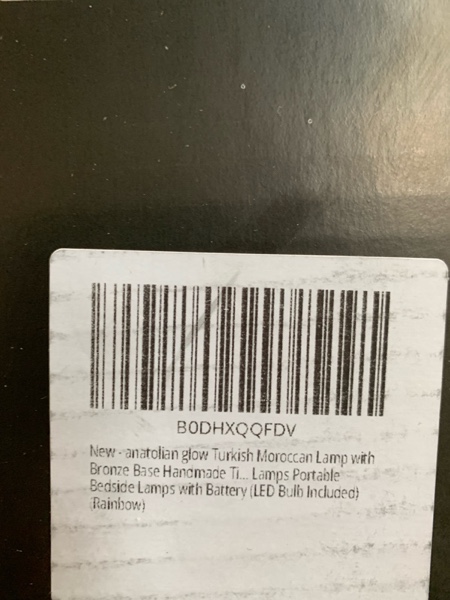 B0DHXQQFDV
New - anatolian glow Turkish Moroccan Lamp with
Bronze Base Handmade Ti... Lamps Portable
Bedside Lamps with Battery (LED Bulb Included)
(Rainbow)